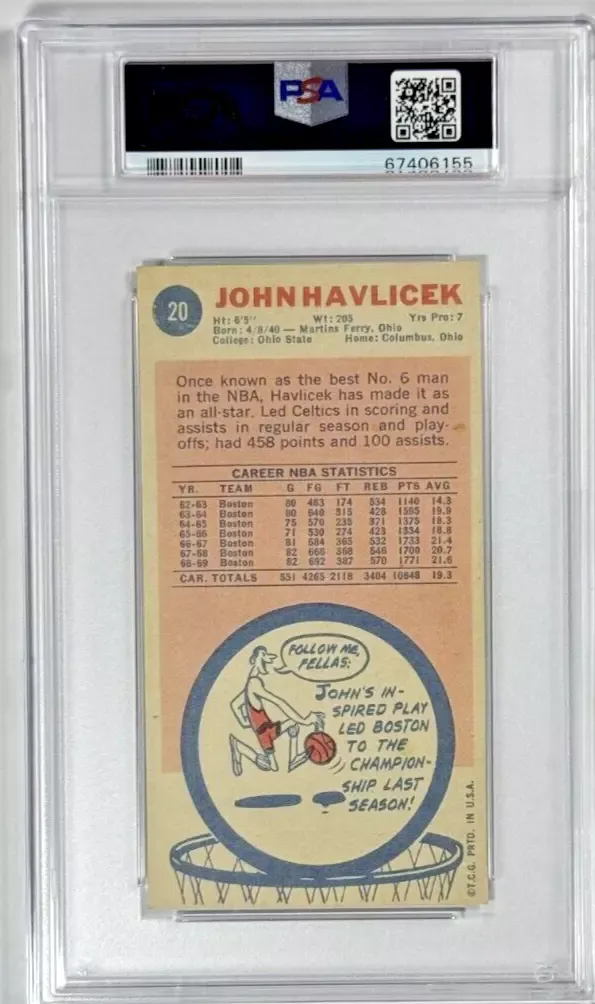 PSA
67406155
20
JOHN HAVLICEK
Ht: 6'5" Wt: 205 Yrs Pro: 7
Born: 4/8/40 — Martins Ferry, Ohio
College: Ohio State Home: Columbus, Ohio
Once known as the best No. 6 man
in the NBA, Havlicek has made it as
an all-star. Led Celtics in scoring and
assists in regular season and play-
offs; had 458 points and 100 assists.
CAREER NBA STATISTICS
YR. TEAM G FG FT REB PTS AVG
62-63 Boston 80 483 174 534 1140 14.3
63-64 Boston 80 640 315 428 1595 19.9
64-65 Boston 75 570 235 371 1375 18.3
65-66 Boston 71 530 274 423 1334 18.8
66-67 Boston 81 684 365 532 1733 21.4
67-68 Boston 82 666 368 546 1700 20.7
68-69 Boston 82 692 387 570 1771 21.6
CAR. TOTALS 551 4265 2118 3404 10648 19.3
FOLLOW ME,
FELLAS:
JOHN'S IN-
SPIRED PLAY
LED BOSTON
TO THE
CHAMPION-
SHIP LAST
SEASON!
©T.C.G. PRTD. IN U.S.A.